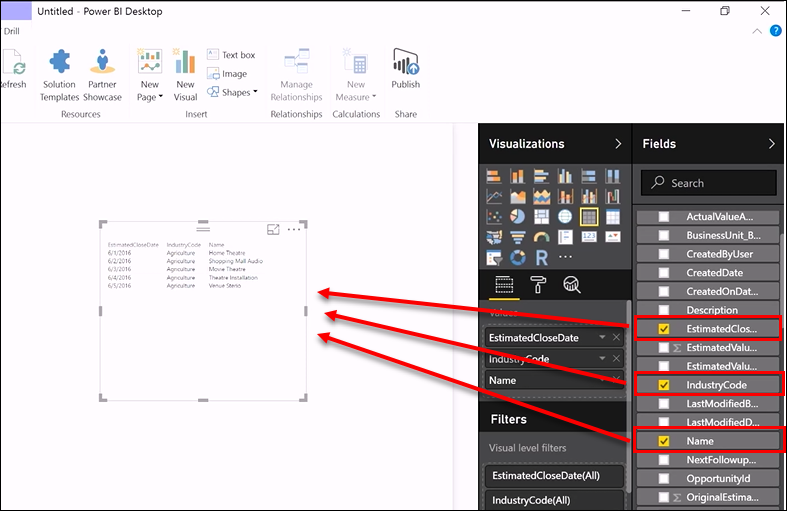 Untitled - Power BI Desktop
Drill
Refresh
Solution Templates
Partner Showcase
New Page
New Visual
Text box
Image
Shapes
Manage Relationships
New Measure
Publish
Resources
Insert
Relationships
Calculations
Share
EstimatedCloseDate IndustryCode Name
6/1/2016 Agriculture Home Theatre
6/2/2016 Agriculture Shopping Mall Audio
6/3/2016 Agriculture Movie Theatre
6/4/2016 Agriculture Theatre Installation
6/5/2016 Agriculture Venue Stereo
Visualizations
R
123
Values
EstimatedCloseDate
IndustryCode
Name
Filters
Visual level filters
EstimatedCloseDate(All)
IndustryCode(All)
Fields
Search
ActualValueA...
BusinessUnit_B...
CreatedByUser
CreatedDate
CreatedOnDat...
Description
EstimatedClos...
EstimatedValu...
EstimatedValu...
IndustryCode
LastModifiedB...
LastModifiedD...
Name
NextFollowup...
OpportunityId
OriginalEstima...